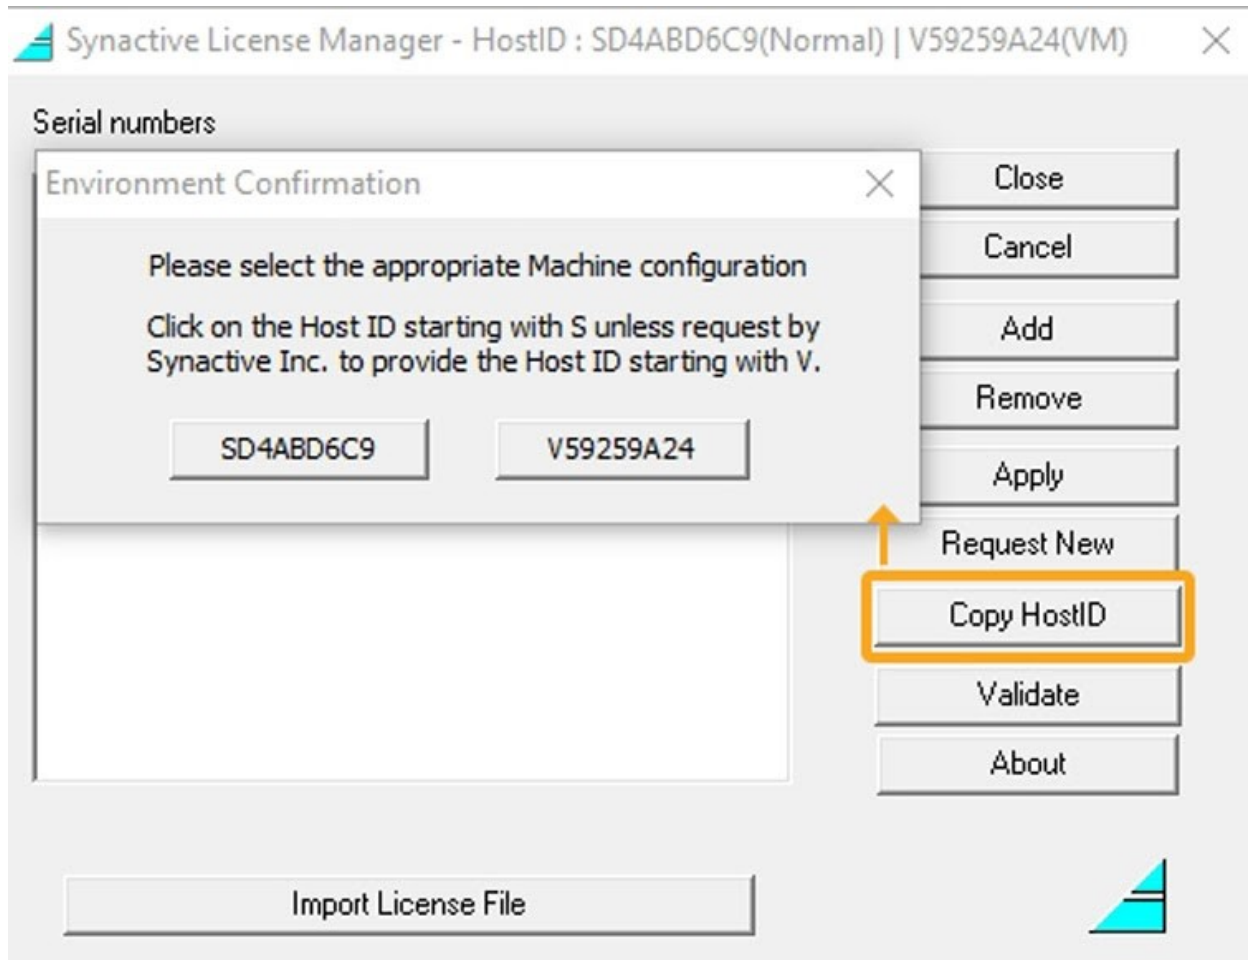 Synactive License Manager - HostID : SD4ABD6C9(Normal) | V59259A24(VM)
Serial numbers
Environment Confirmation
Please select the appropriate Machine configuration
Click on the Host ID starting with S unless request by
Synactive Inc. to provide the Host ID starting with V.
SD4ABD6C9
V59259A24
Close
Cancel
Add
Remove
Apply
Request New
Copy HostID
Validate
About
Import License File